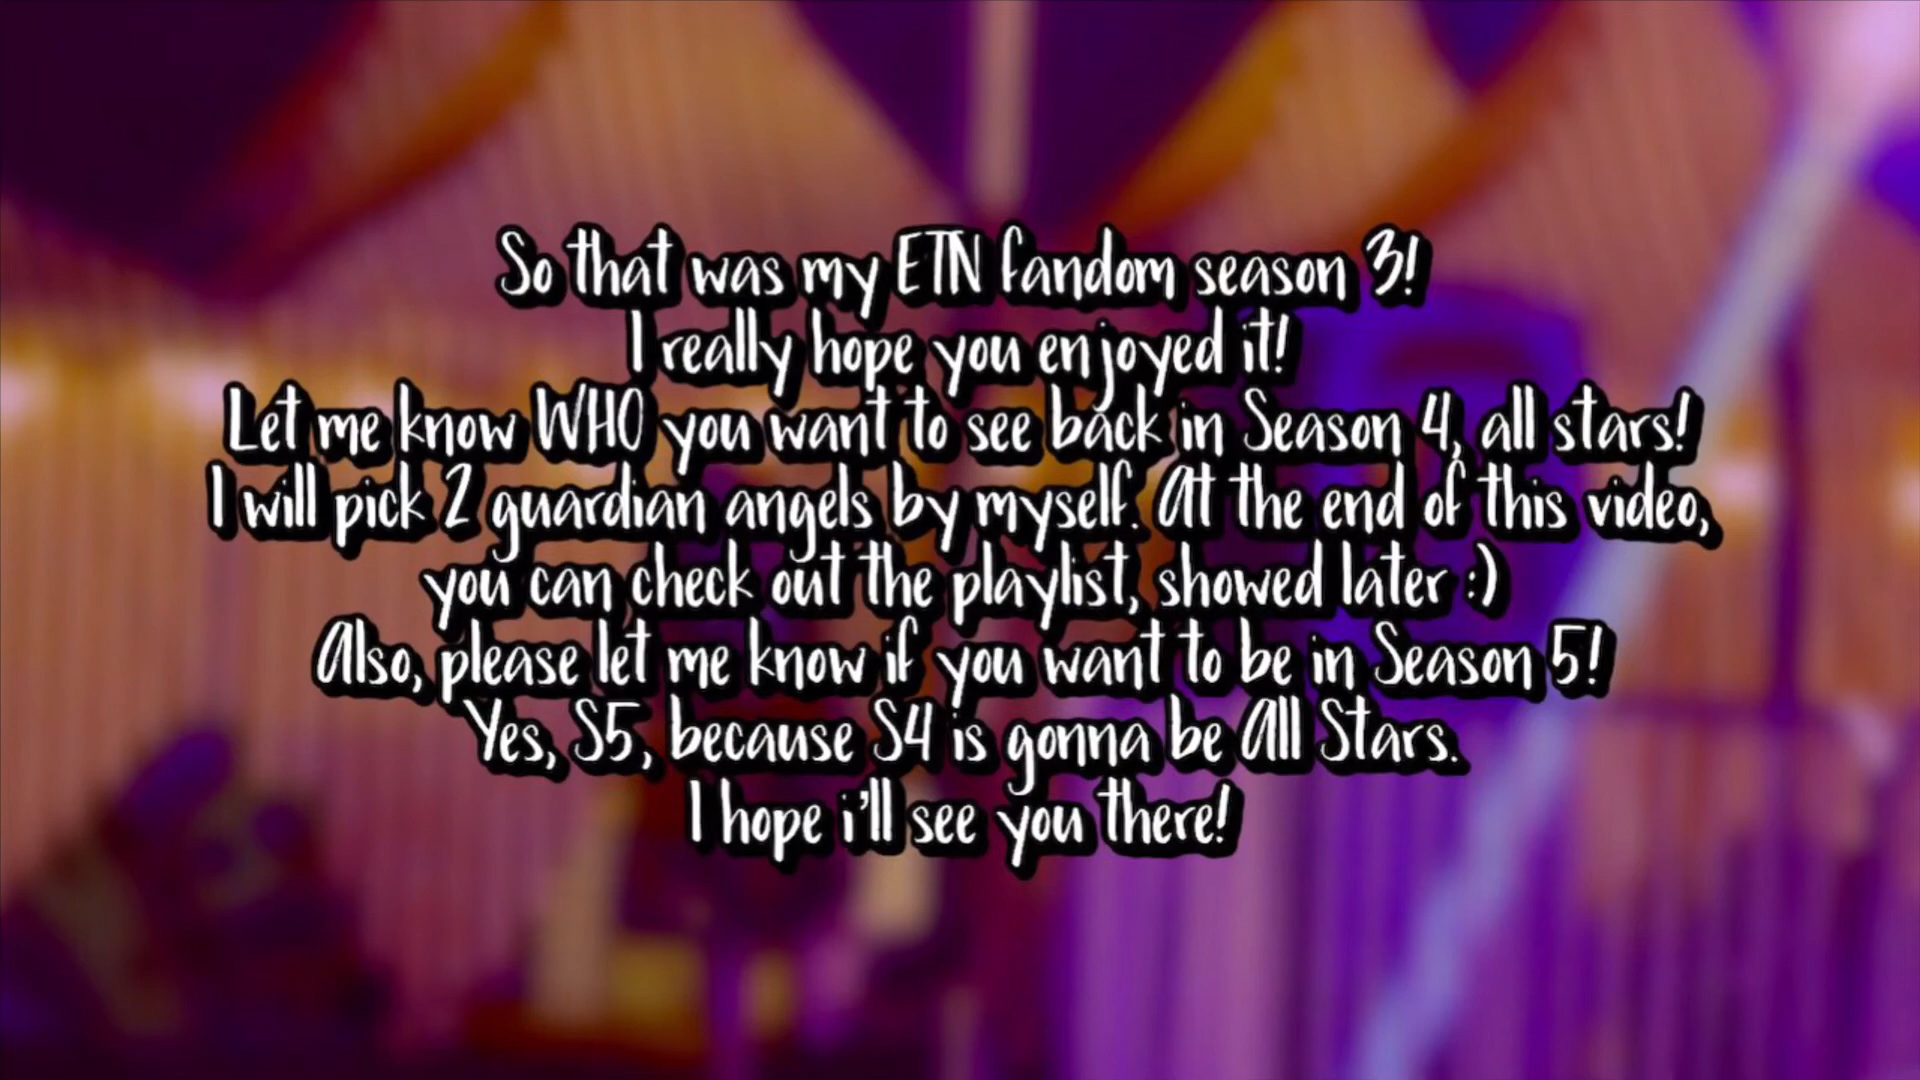 So that was my ETN fandom season 3!
I really hope you enjoyed it!
Let me know WHO you want to see back in Season 4, all stars!
I will pick 2 guardian angels by myself. At the end of this video,
you can check out the playlist, showed later :)
Also, please let me know if you want to be in Season 5!
Yes, S5, because S4 is gonna be All Stars.
I hope i'll see you there!